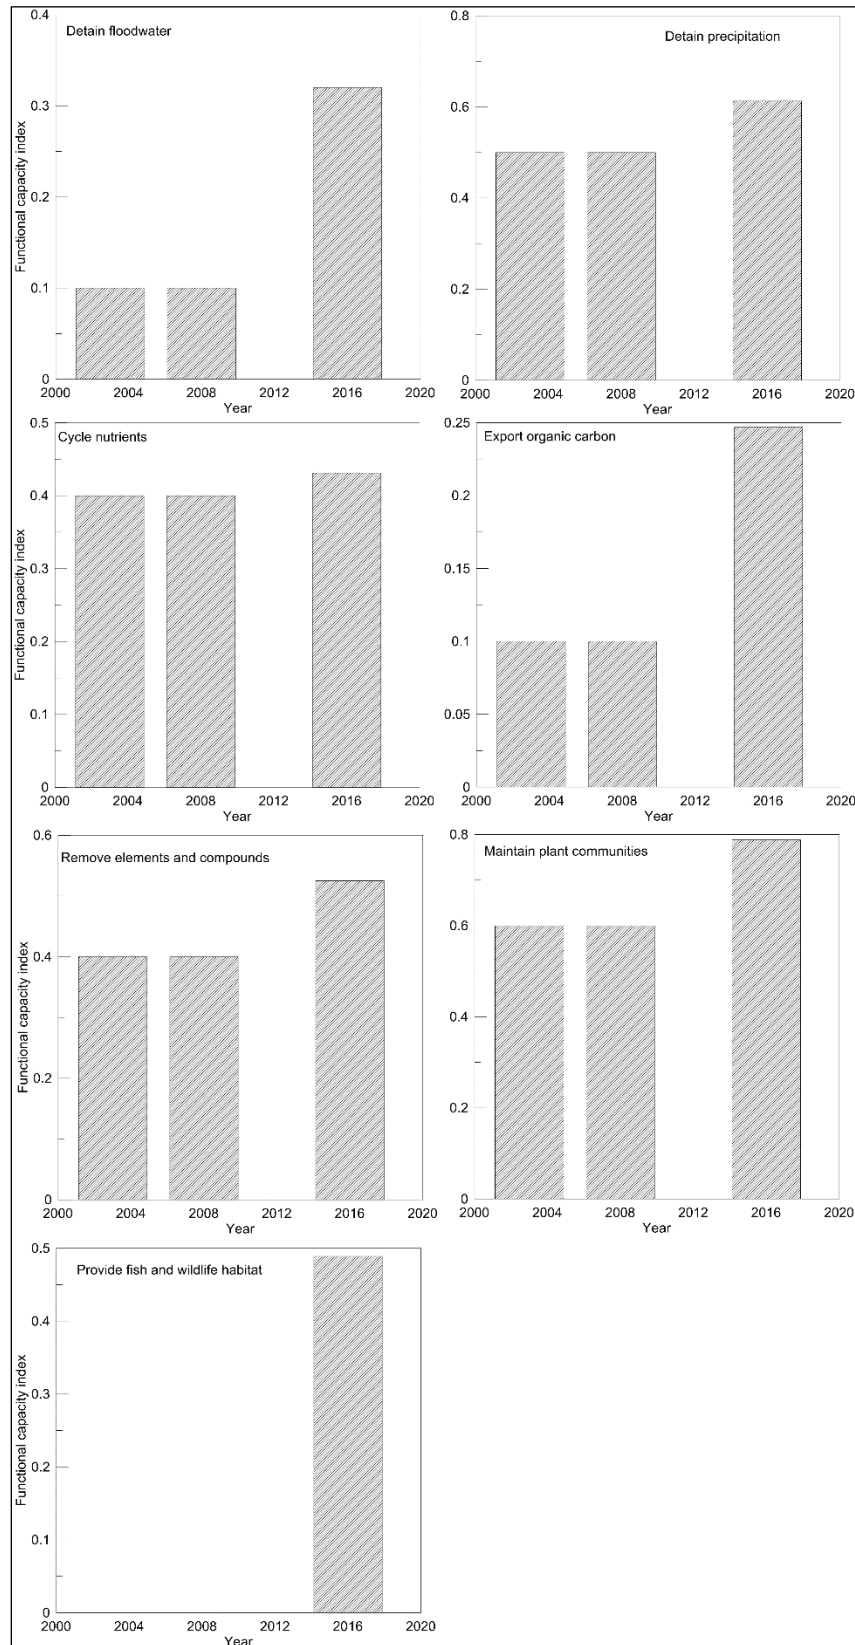 Detain floodwater
Functional capacity index
0.4
0.3
0.2
0.1
0
2000 2004 2008 2012 2016 2020
Year
Detain precipitation
0.8
0.6
0.4
0.2
0
2000 2004 2008 2012 2016 2020
Year
Cycle nutrients
Functional capacity index
0.5
0.4
0.3
0.2
0.1
0
2000 2004 2008 2012 2016 2020
Year
Export organic carbon
0.25
0.2
0.25
0.1
0.05
0
2000 2004 2008 2012 2016 2020
Year
Remove elements and compounds
Functional capacity index
0.6
0.4
0.2
0
2000 2004 2008 2012 2016 2020
Year
Maintain plant communities
0.8
0.6
0.4
0.2
0
2000 2004 2008 2012 2016 2020
Year
Provide fish and wildlife habitat
Functional capacity index
0.5
0.4
0.3
0.2
0.1
0
2000 2004 2008 2012 2016 2020
Year